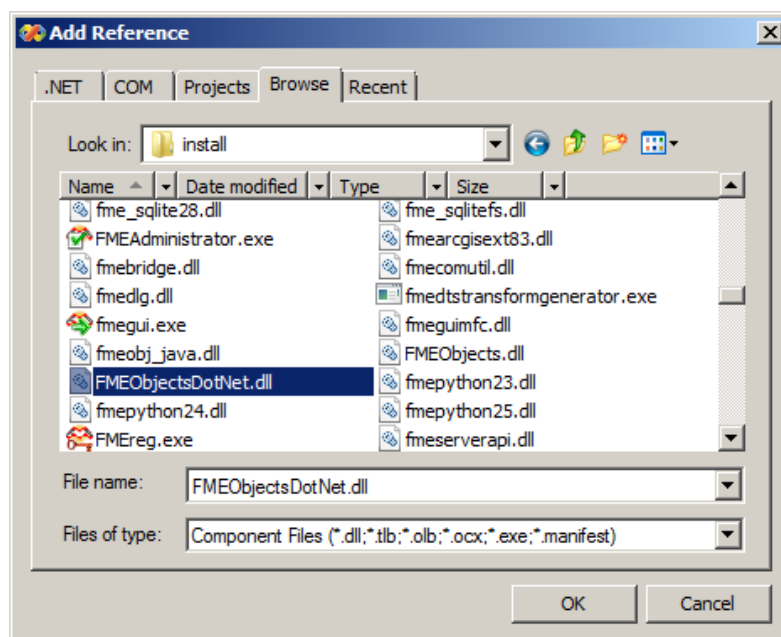 Add Reference
.NET COM Projects Browse Recent
Look in: install
Name Date modified Type Size
fme_sqlite28.dll fme_sqlitefs.dll
FMEAdministrator.exe fmearcgisext83.dll
fmebridge.dll fmecomutil.dll
fmedlg.dll fmedtstransformgenerator.exe
fmegui.exe fmeguimfc.dll
fmeobj_java.dll FMEObjects.dll
FMEObjectsDotNet.dll fmepython23.dll
fmepython24.dll fmepython25.dll
FMEreg.exe fmeserverapi.dll
File name: FMEObjectsDotNet.dll
Files of type: Component Files (*.dll;*.tlb;*.olb;*.ocx;*.exe;*.manifest)
OK Cancel